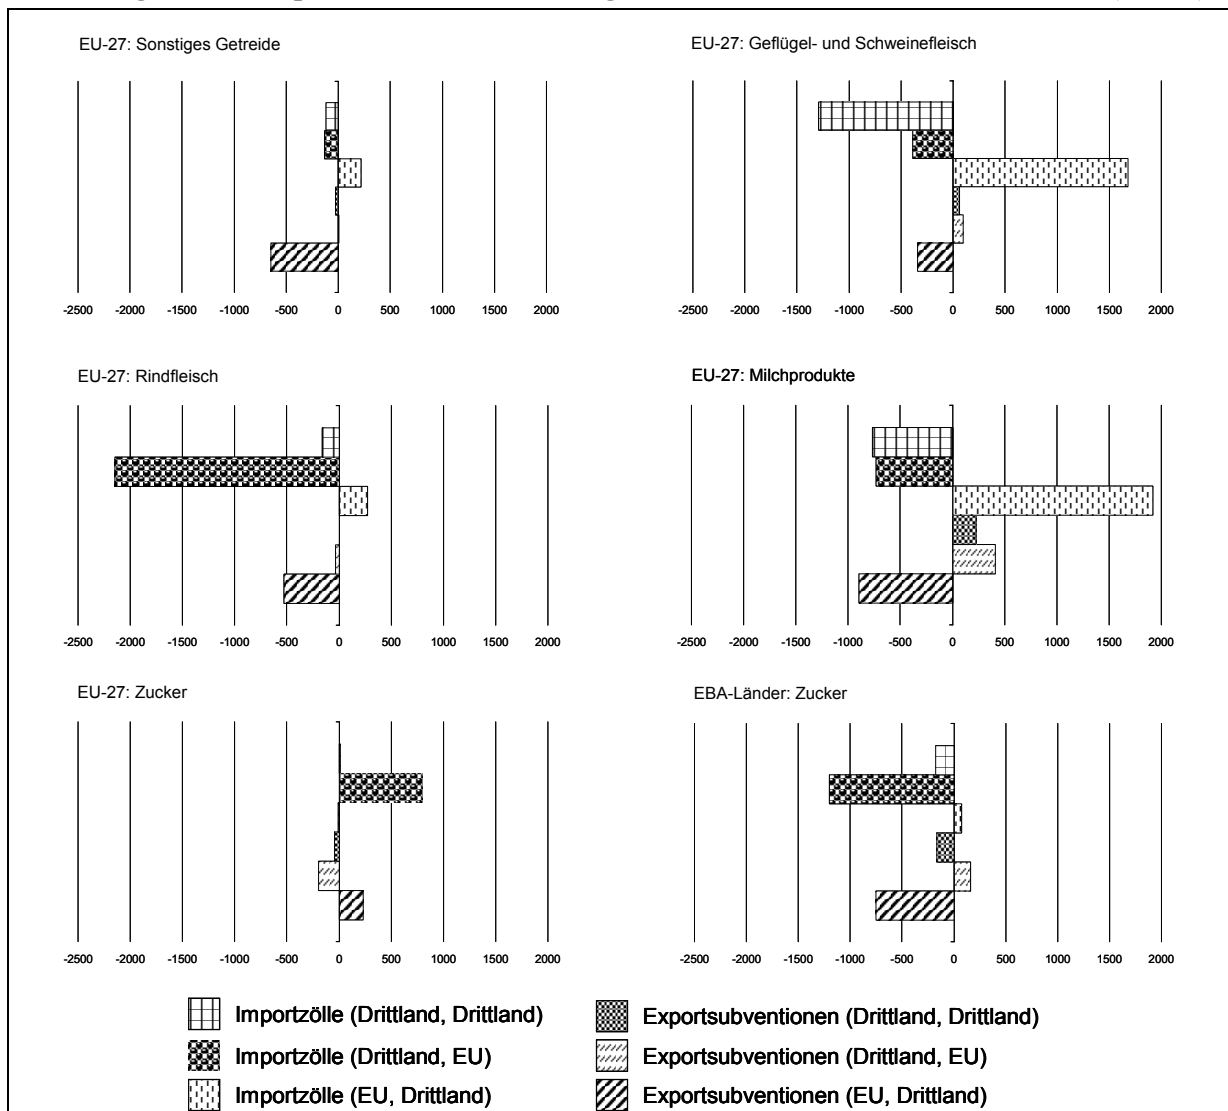 EU-27: Sonstiges Getreide
EU-27: Geflügel- und Schweinefleisch
-2500 -2000 -1500 -1000 -500 0 500 1000 1500 2000
-2500 -2000 -1500 -1000 -500 0 500 1000 1500 2000
EU-27: Rindfleisch
EU-27: Milchprodukte
-2500 -2000 -1500 -1000 -500 0 500 1000 1500 2000
-2500 -2000 -1500 -1000 -500 0 500 1000 1500 2000
EU-27: Zucker
EBA-Länder: Zucker
-2500 -2000 -1500 -1000 -500 0 500 1000 1500 2000
-2500 -2000 -1500 -1000 -500 0 500 1000 1500 2000
Importzölle (Drittland, Drittland)
Importzölle (Drittland, EU)
Importzölle (EU, Drittland)
Exportsubventionen (Drittland, Drittland)
Exportsubventionen (Drittland, EU)
Exportsubventionen (EU, Drittland)